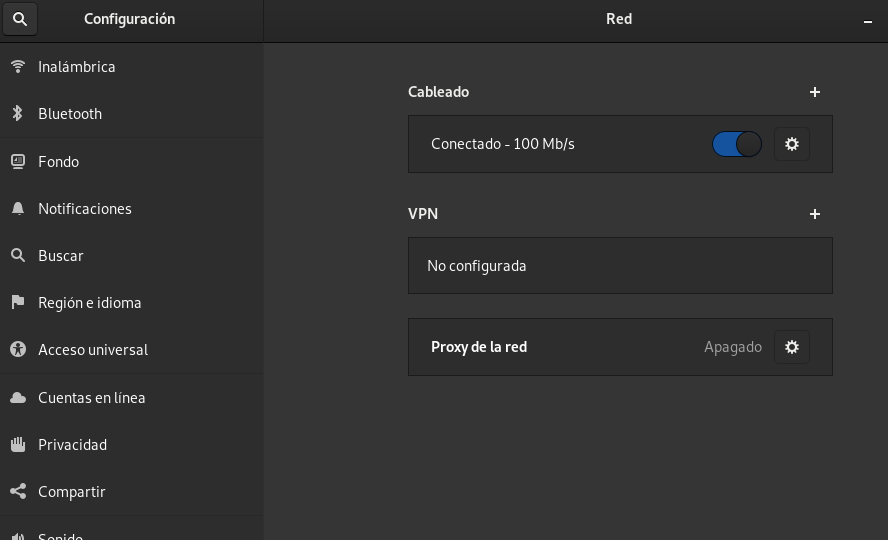 Configuración
Red
Inalámbrica
Bluetooth
Fondo
Notificaciones
Buscar
Región e idioma
Acceso universal
Cuentas en línea
Privacidad
Compartir
Sonido
Cableado
Conectado - 100 Mb/s
VPN
No configurada
Proxy de la red
Apagado